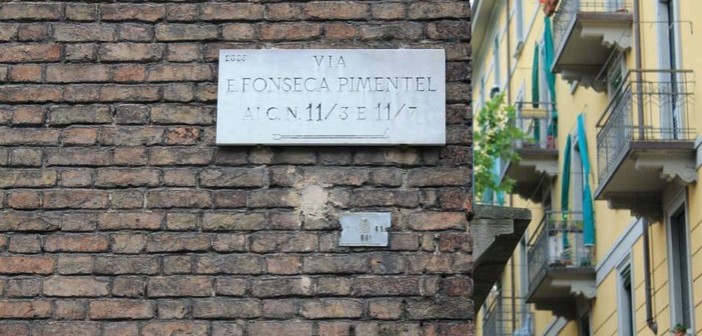 VIA
E. FONSECA PIMENTEL
AI C. N. 11/3 E 11/7